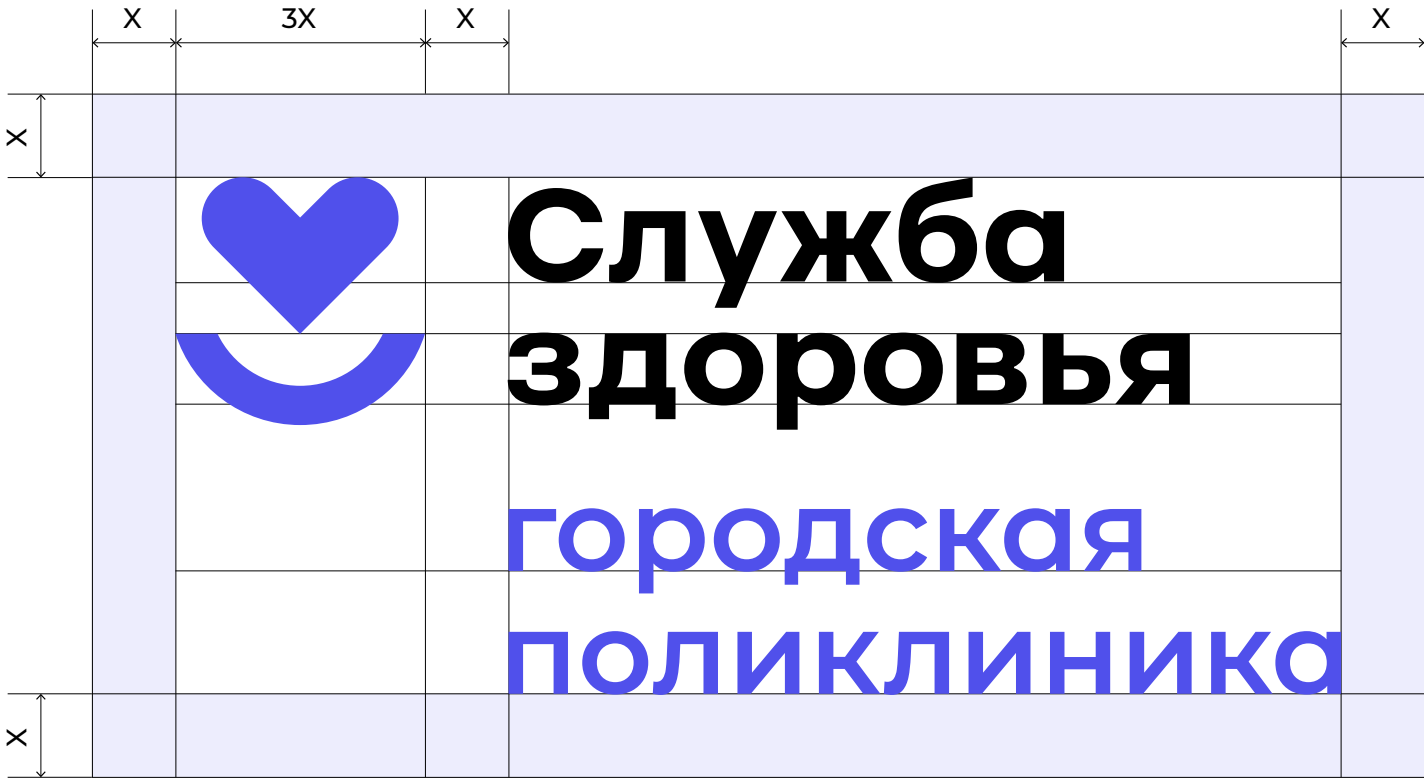 X 3X X X
X
Служба
здоровья
городская
поликлиника
X